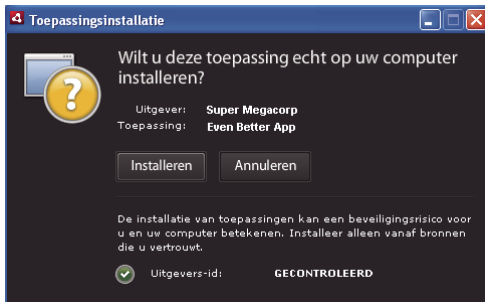 Toepassingsinstallatie
Wilt u deze toepassing echt op uw computer
installeren?
Uitgever: Super Megacorp
Toepassing: Even Better App
Installeren Annuleren
De installatie van toepassingen kan een beveiligingsrisico voor
u en uw computer betekenen. Installeer alleen vanaf bronnen
die u vertrouwt.
Uitgevers-id: GECONTROLEERD